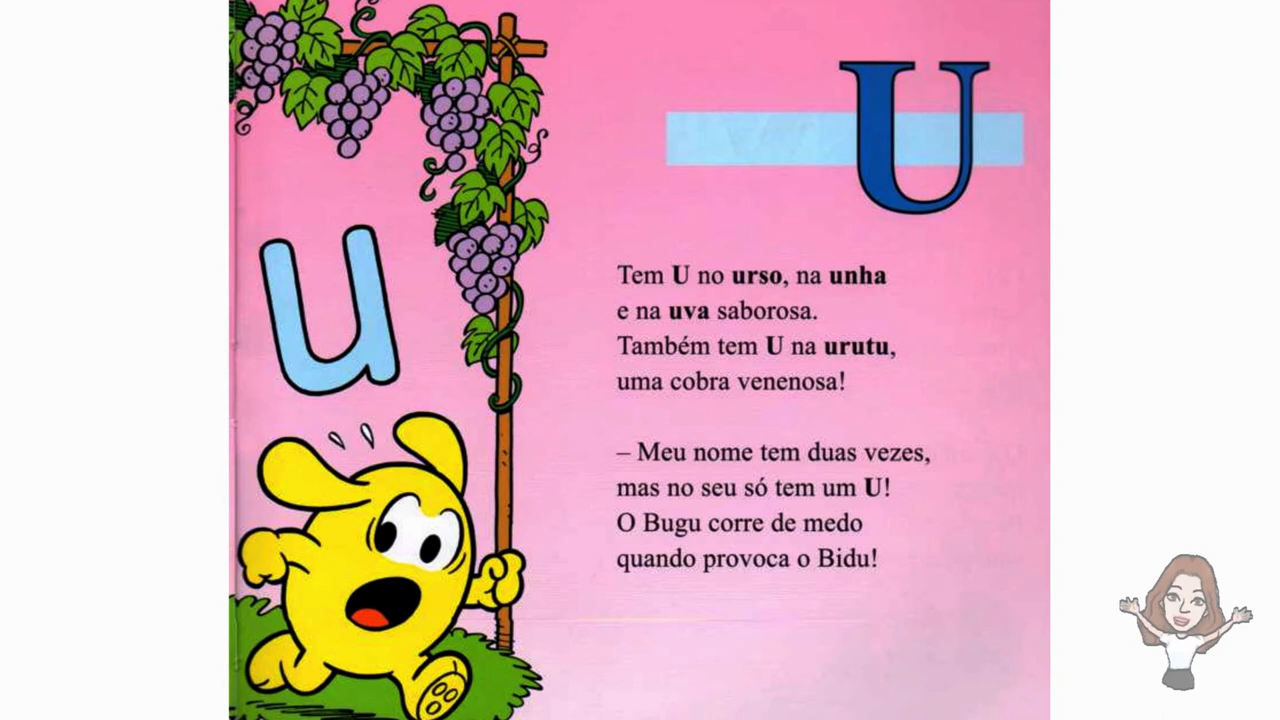 u
U
Tem U no urso, na unha
e na uva saborosa.
Também tem U na urutu,
uma cobra venenosa!
– Meu nome tem duas vezes,
mas no seu só tem um U!
O Bugu corre de medo
quando provoca o Bidu!